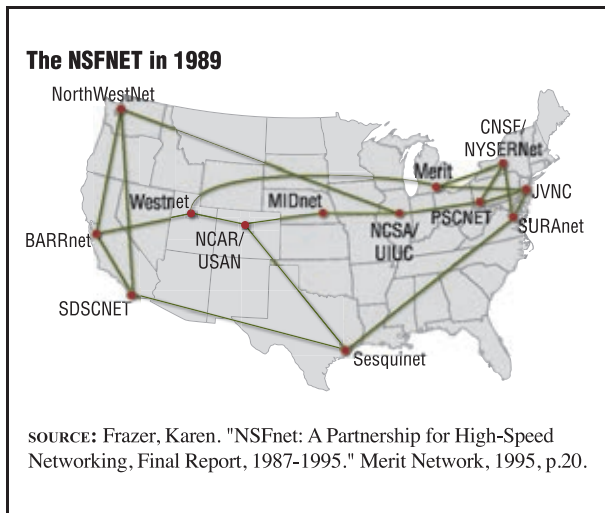 The NSFNET in 1989
NorthWestNet
CNSF/
NYSERNet
Merit
JVNC
Westnet
MIDnet
PSCNET
SURAnet
BARRnet
NCAR/
USAN
NCSA/
UIUC
SDSCNET
Sesquinet
SOURCE: Frazer, Karen. "NSFnet: A Partnership for High-Speed
Networking, Final Report, 1987-1995." Merit Network, 1995, p.20.